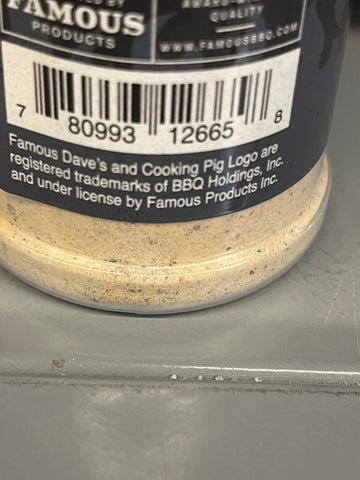 FAMOUS
PRODUCTS
QUALITY
WWW.FAMOUSBBQ.COM
7 80993 12665 8
Famous Dave's and Cooking Pig Logo are
registered trademarks of BBQ Holdings, Inc.
and under license by Famous Products Inc.